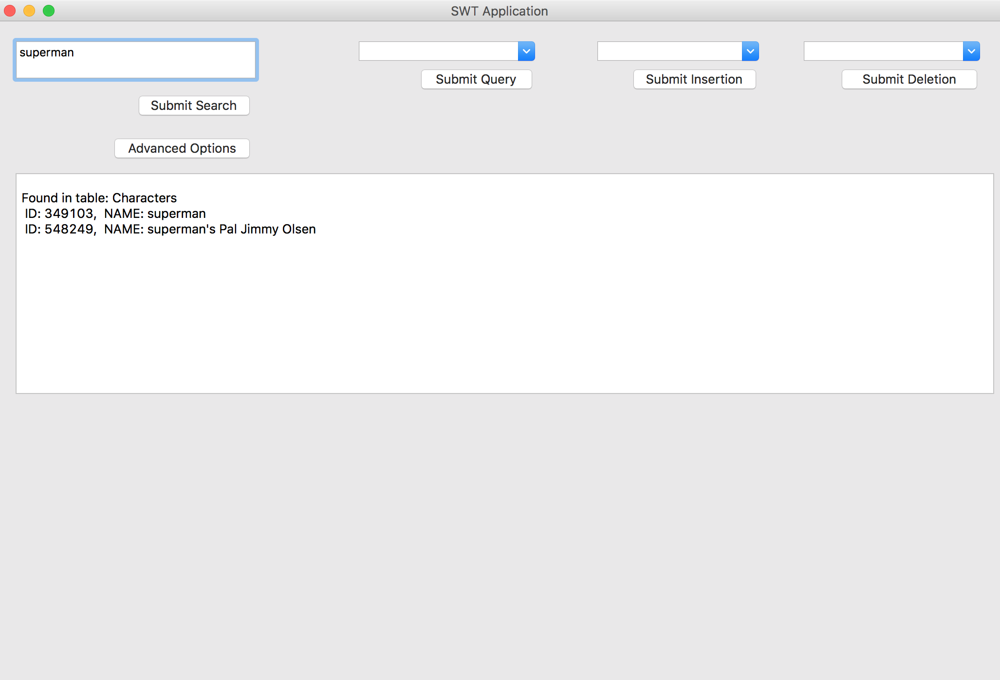 SWT Application
superman
Submit Query
Submit Insertion
Submit Deletion
Submit Search
Advanced Options
Found in table: Characters
ID: 349103,  NAME: superman
ID: 548249,  NAME: superman's Pal Jimmy Olsen